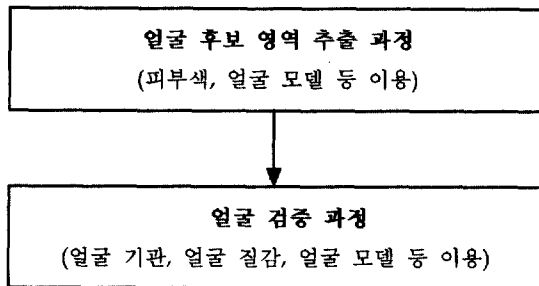 얼굴 후보 영역 추출 과정
(피부색, 얼굴 모델 등 이용)
얼굴 검증 과정
(얼굴 기관, 얼굴 질감, 얼굴 모델 등 이용)